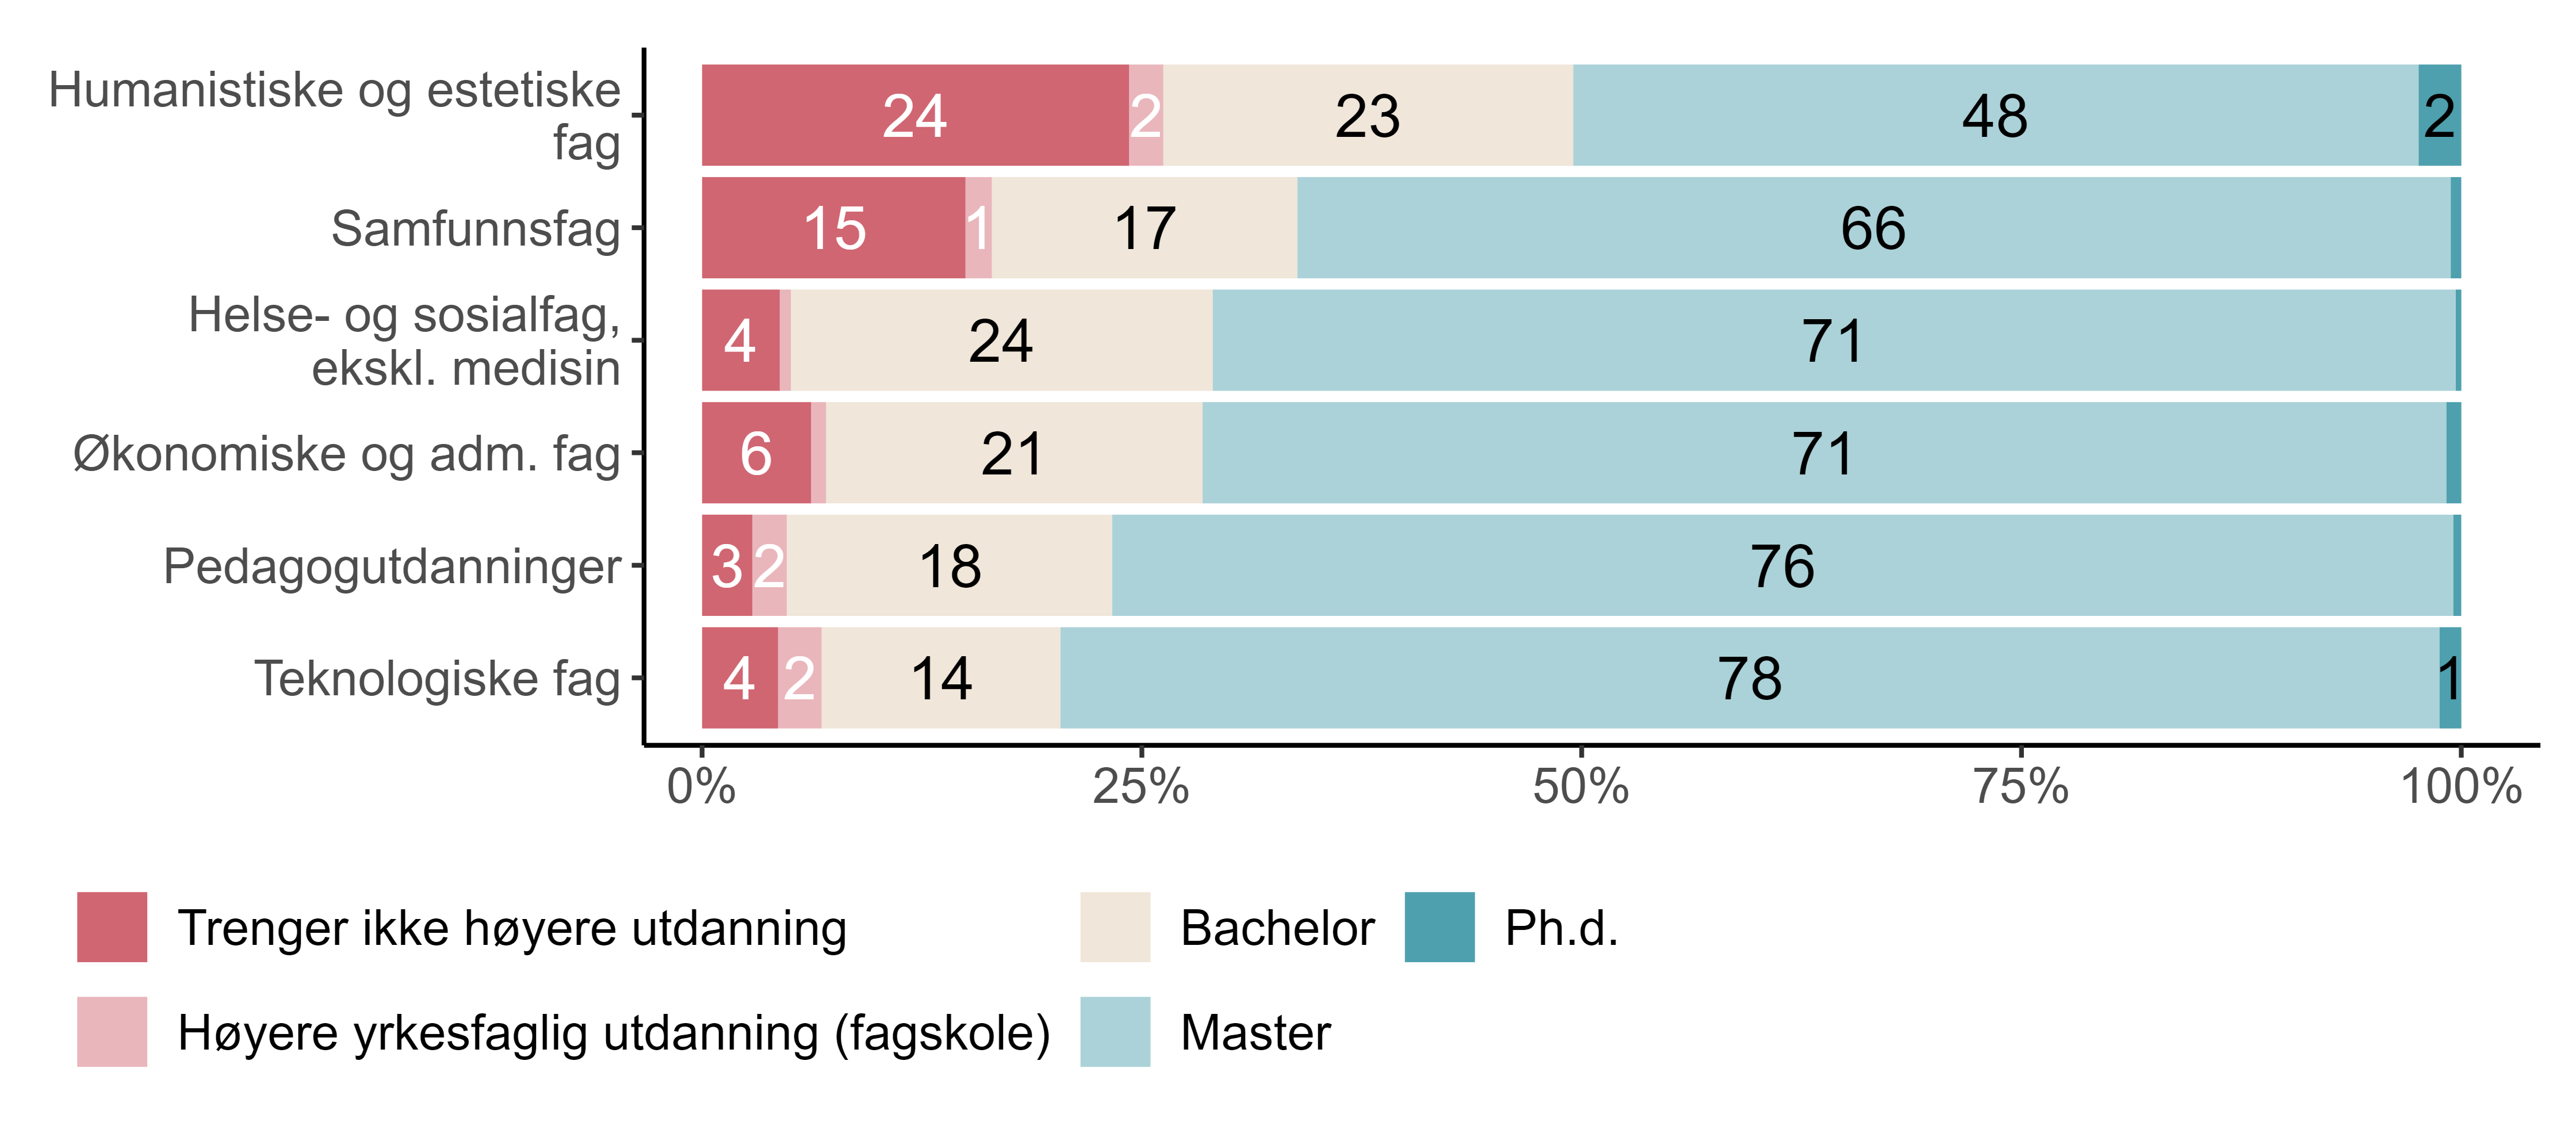 Humanistiske og estetiske
fag
24 2 23 48 2
Samfunnsfag
15 1 17 66
Helse- og sosialfag,
ekskl. medisin
4 24 71
Økonomiske og adm. fag
6 21 71
Pedagogutdanninger
3 2 18 76
Teknologiske fag
4 2 14 78 1
0% 25% 50% 75% 100%
Trenger ikke høyere utdanning
Høyere yrkesfaglig utdanning (fagskole)
Bachelor
Master
Ph.d.